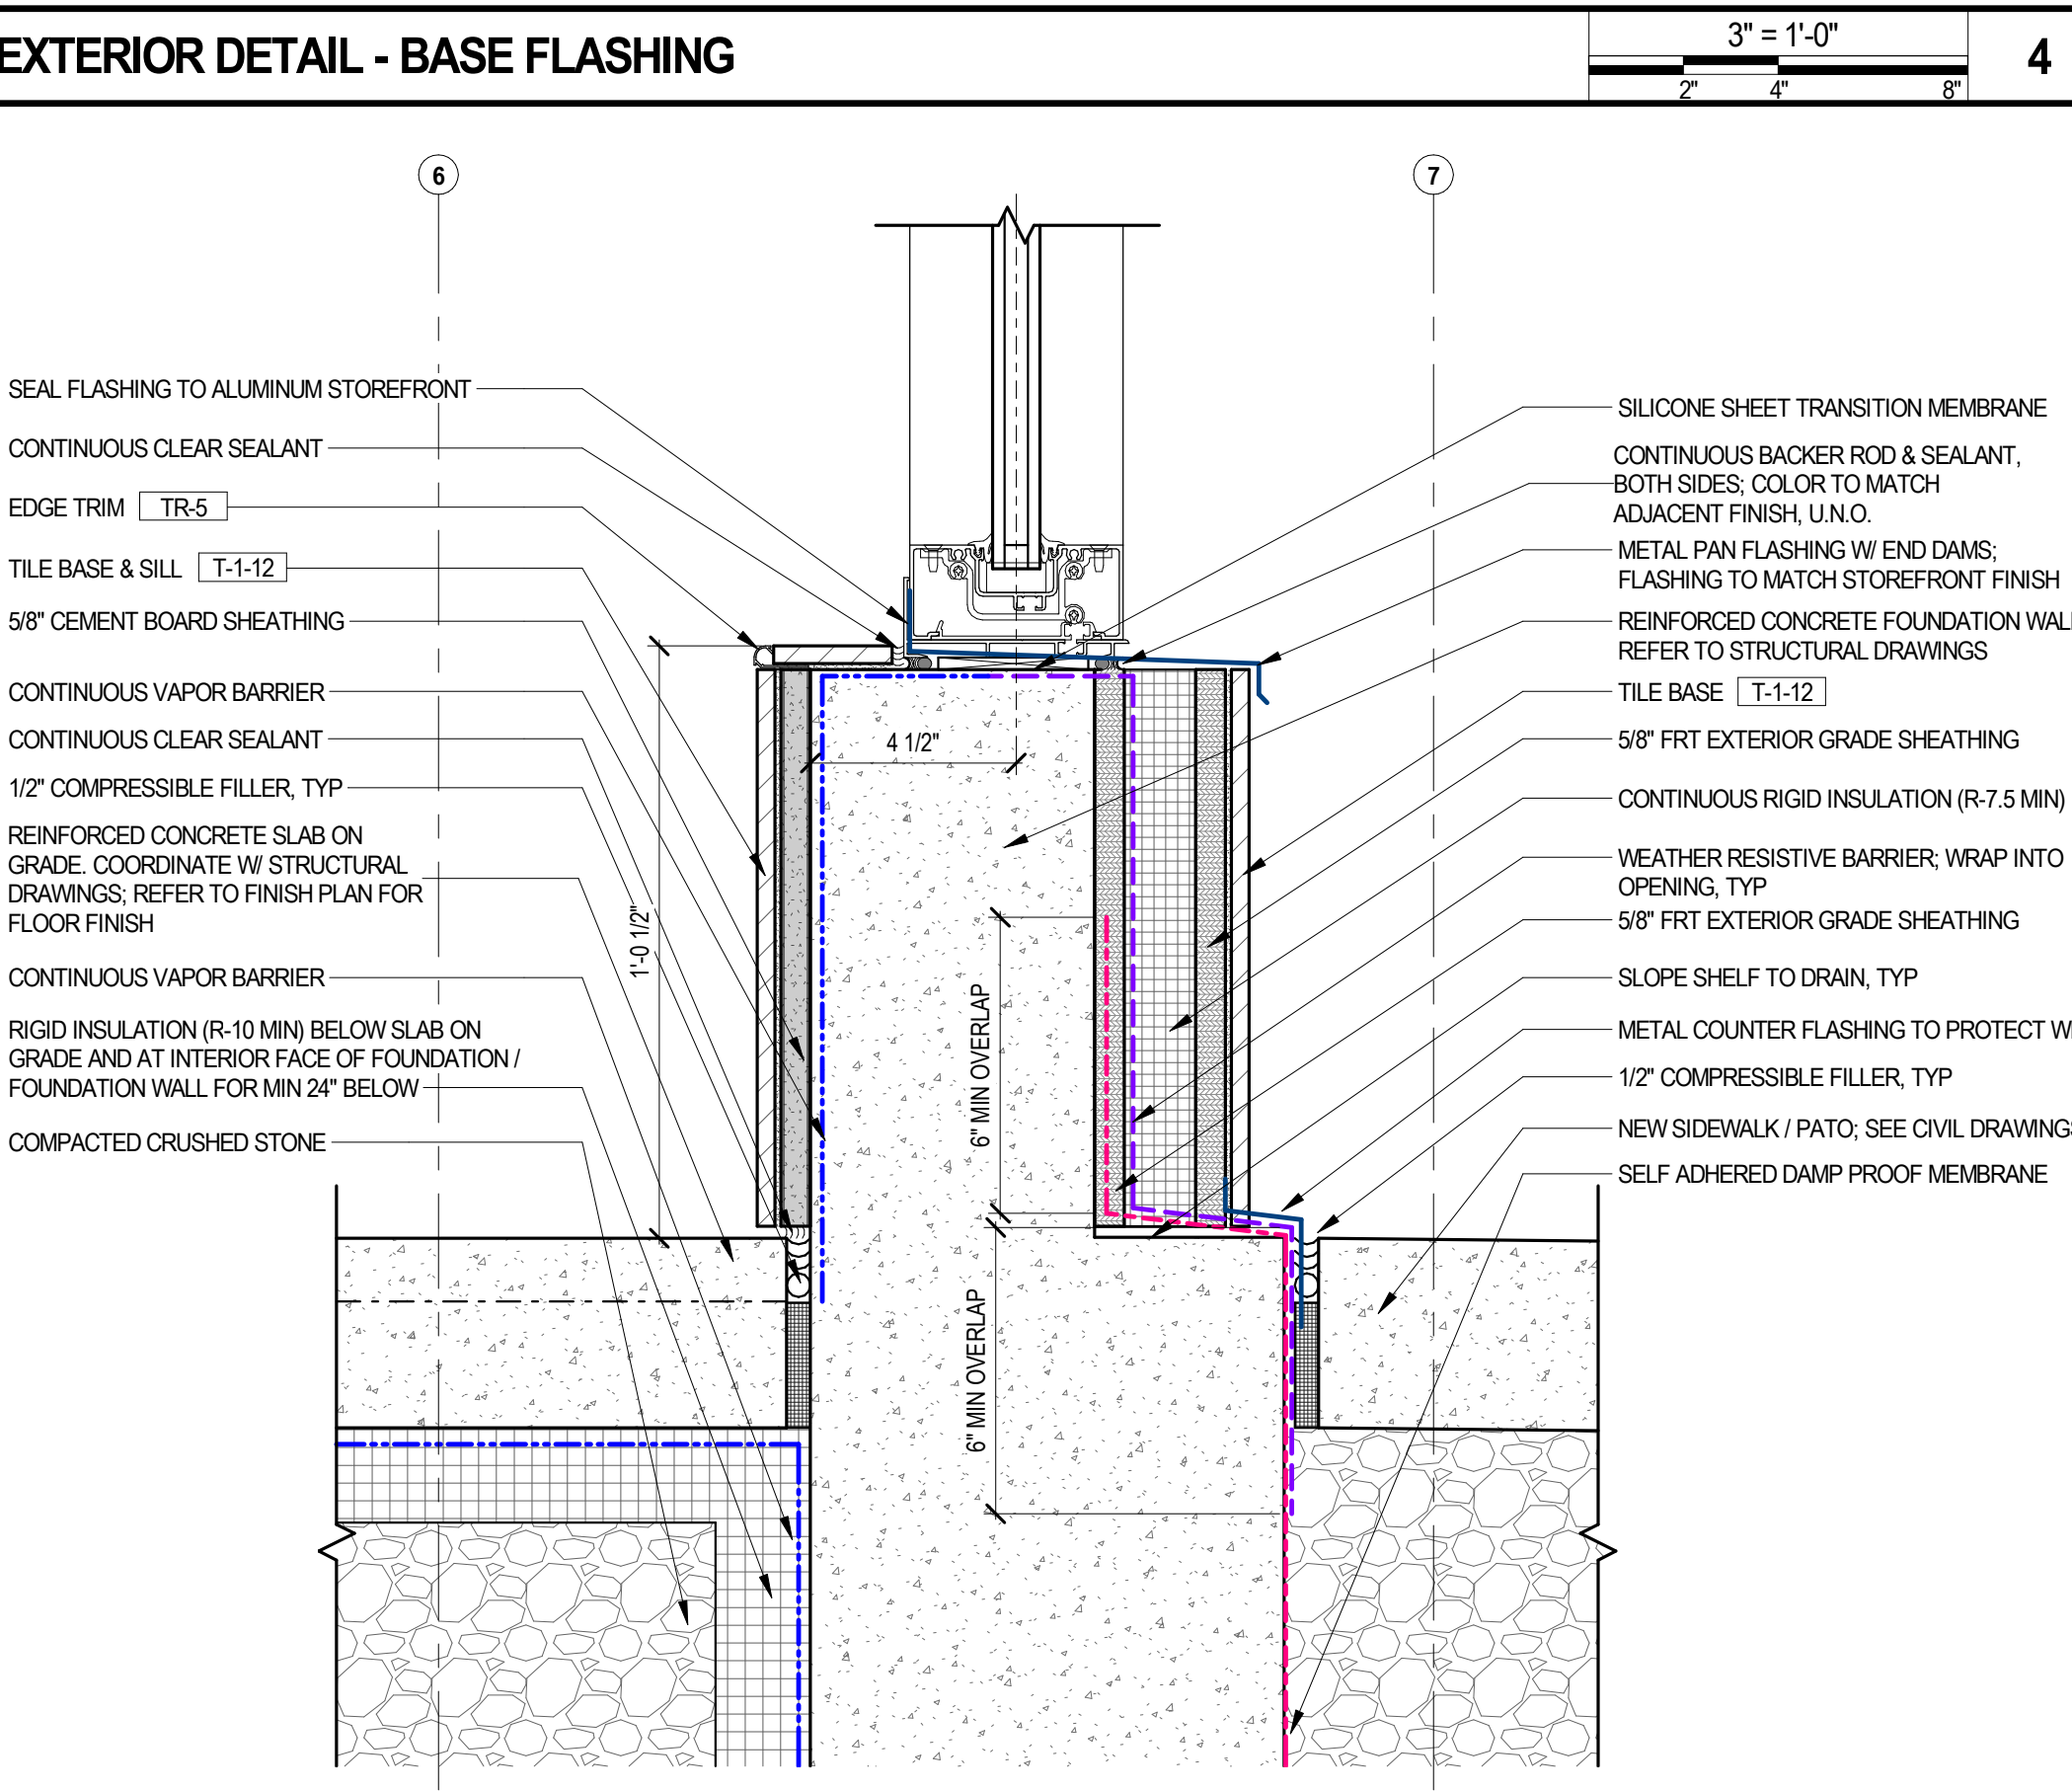 EXTERIOR DETAIL - BASE FLASHING
3" = 1'-0"
2" 4" 8"
4
6
7
SEAL FLASHING TO ALUMINUM STOREFRONT
CONTINUOUS CLEAR SEALANT
EDGE TRIM TR-5
TILE BASE & SILL T-1-12
5/8" CEMENT BOARD SHEATHING
CONTINUOUS VAPOR BARRIER
CONTINUOUS CLEAR SEALANT
1/2" COMPRESSIBLE FILLER, TYP
REINFORCED CONCRETE SLAB ON
GRADE. COORDINATE W/ STRUCTURAL
DRAWINGS; REFER TO FINISH PLAN FOR
FLOOR FINISH
CONTINUOUS VAPOR BARRIER
RIGID INSULATION (R-10 MIN) BELOW SLAB ON
GRADE AND AT INTERIOR FACE OF FOUNDATION /
FOUNDATION WALL FOR MIN 24" BELOW
COMPACTED CRUSHED STONE
1'-0 1/2"
4 1/2"
6" MIN OVERLAP
6" MIN OVERLAP
SILICONE SHEET TRANSITION MEMBRANE
CONTINUOUS BACKER ROD & SEALANT,
BOTH SIDES; COLOR TO MATCH
ADJACENT FINISH, U.N.O.
METAL PAN FLASHING W/ END DAMS;
FLASHING TO MATCH STOREFRONT FINISH
REINFORCED CONCRETE FOUNDATION WALL
REFER TO STRUCTURAL DRAWINGS
TILE BASE T-1-12
5/8" FRT EXTERIOR GRADE SHEATHING
CONTINUOUS RIGID INSULATION (R-7.5 MIN)
WEATHER RESISTIVE BARRIER; WRAP INTO
OPENING, TYP
5/8" FRT EXTERIOR GRADE SHEATHING
SLOPE SHELF TO DRAIN, TYP
METAL COUNTER FLASHING TO PROTECT
1/2" COMPRESSIBLE FILLER, TYP
NEW SIDEWALK / PATO; SEE CIVIL DRAWINGS
SELF ADHERED DAMP PROOF MEMBRANE